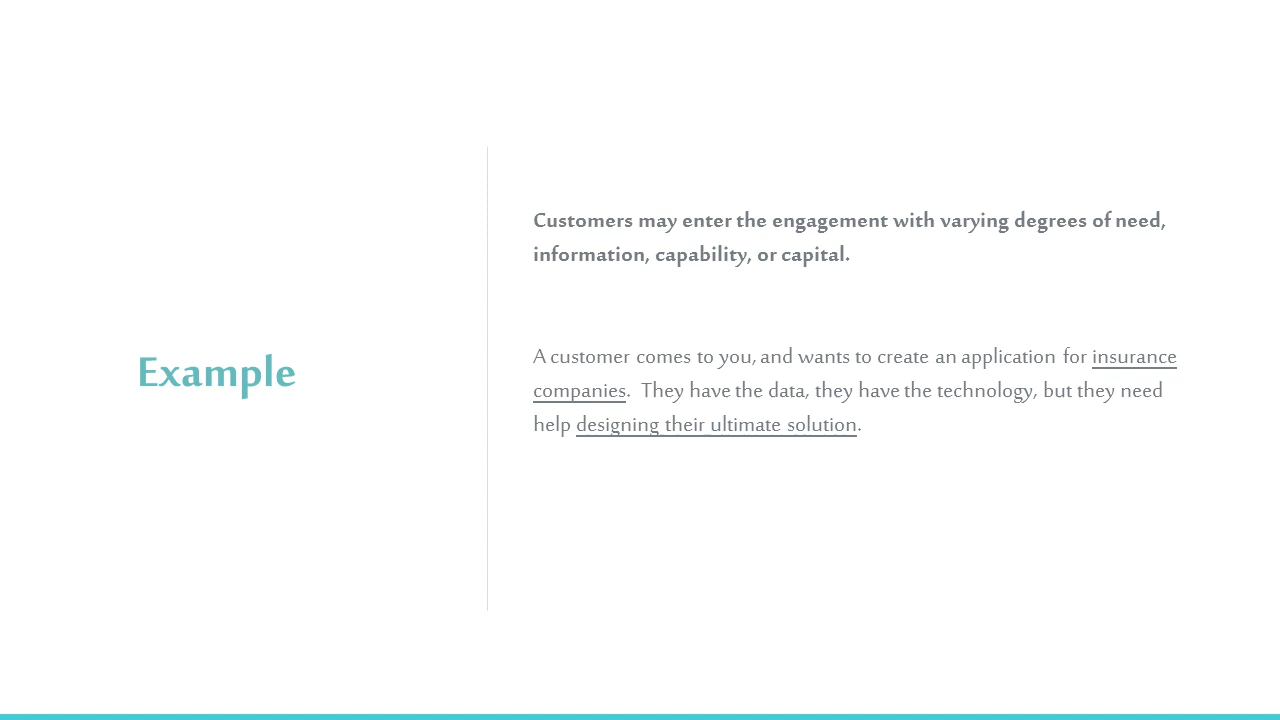 Example
Customers may enter the engagement with varying degrees of need,
information, capability, or capital.
A customer comes to you, and wants to create an application for insurance
companies.  They have the data, they have the technology, but they need
help designing their ultimate solution.